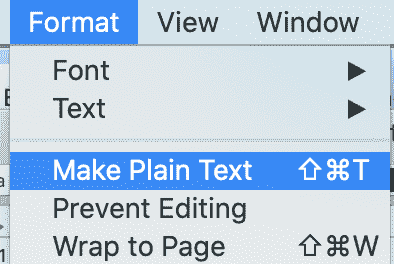 Format View Window
Font ▶
Text ▶
Make Plain Text ⇧⌘T
Prevent Editing
Wrap to Page ⇧⌘W